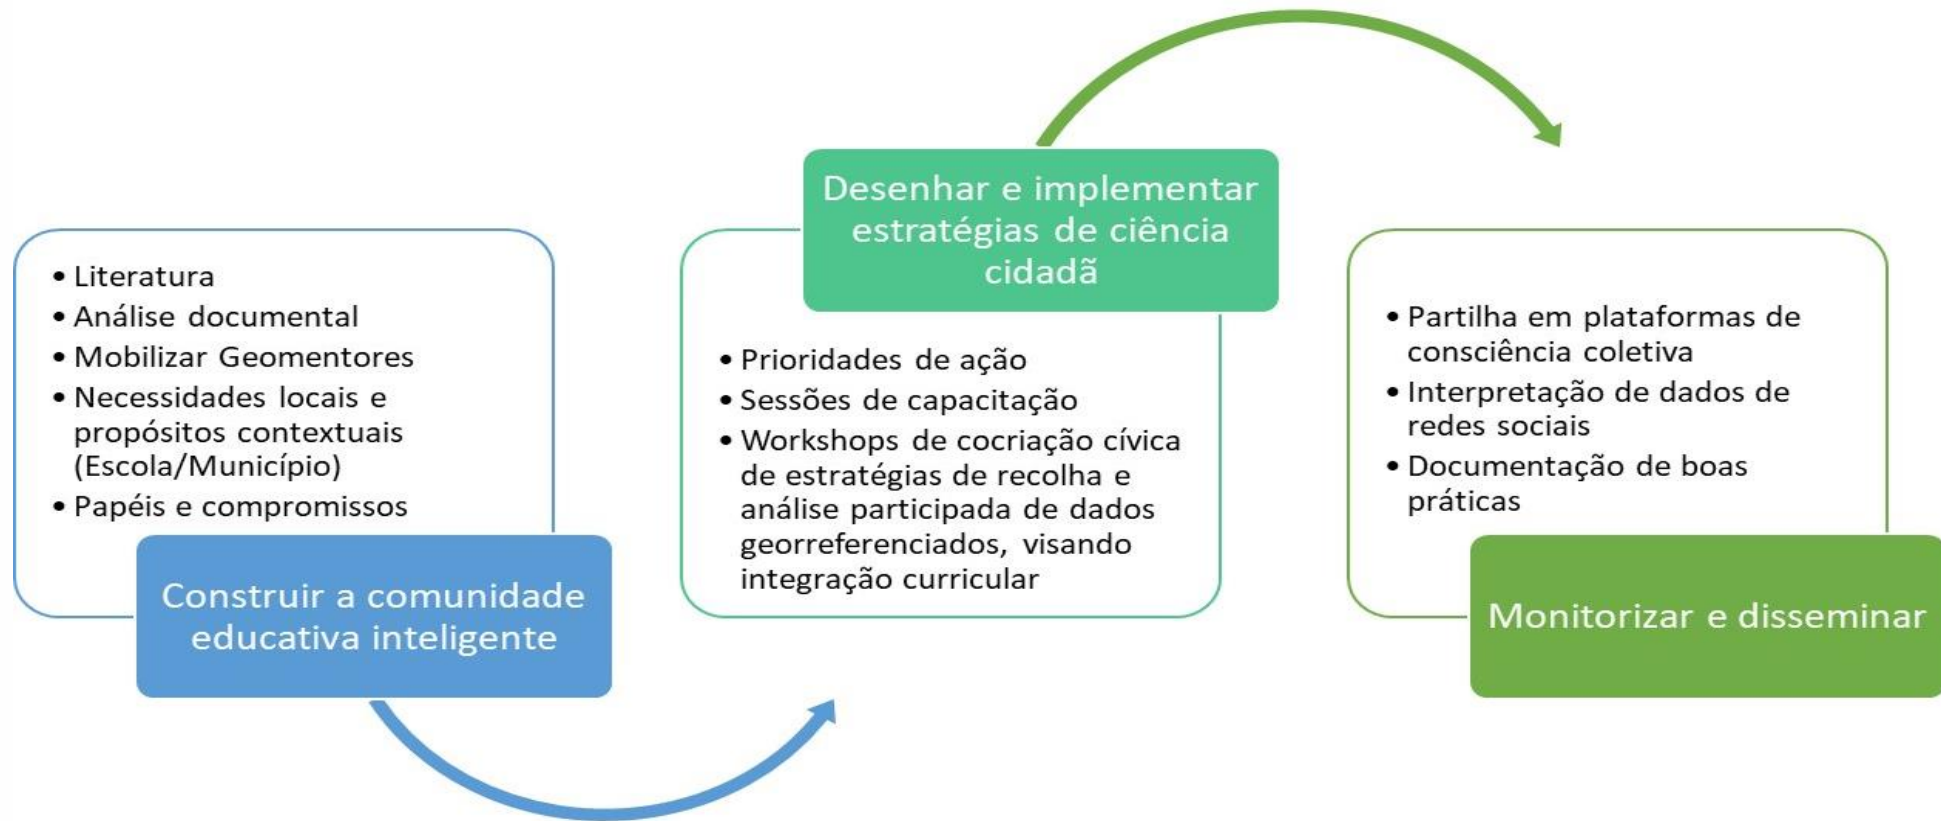 • Literatura
• Análise documental
• Mobilizar Geomentores
• Necessidades locais e
propósitos contextuais
(Escola/Município)
• Papéis e compromissos
Construir a comunidade
educativa inteligente
Desenhar e implementar
estratégias de ciência
cidadã
• Prioridades de ação
• Sessões de capacitação
• Workshops de cocriação cívica
de estratégias de recolha e
análise participada de dados
georreferenciados, visando
integração curricular
• Partilha em plataformas de
consciência coletiva
• Interpretação de dados de
redes sociais
• Documentação de boas
práticas
Monitorizar e disseminar